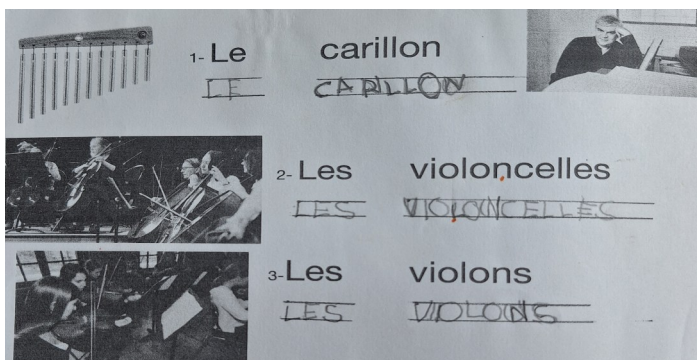 1- Le carillon
LE CARILLON
2- Les violoncelles
LES VIOLONCELLES
3- Les violons
LES VIOLONS